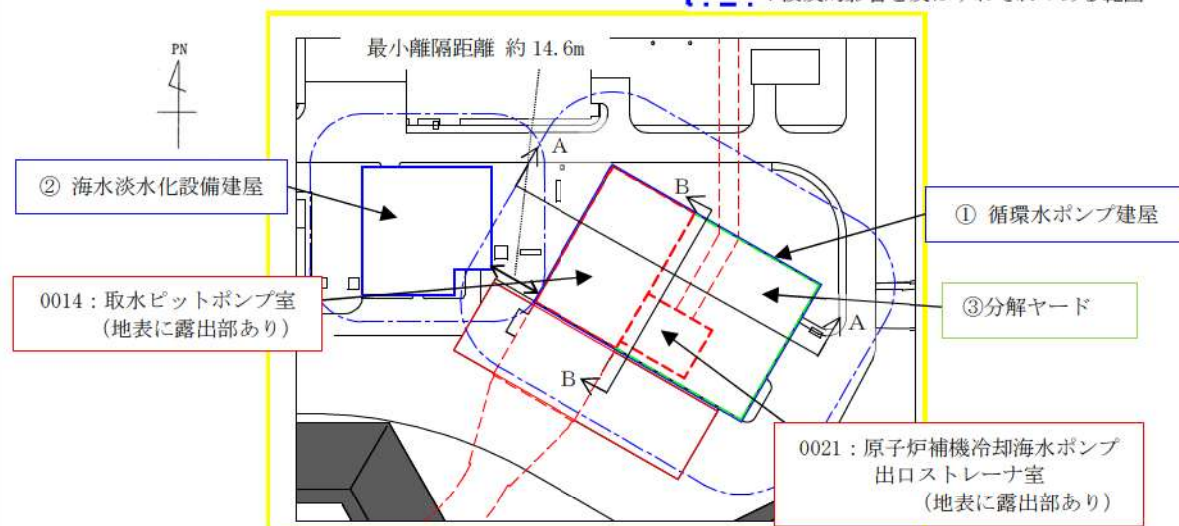 最小離隔距離 約 14.6m
PN
A
② 海水淡水化設備建屋
B
① 循環水ポンプ建屋
0014：取水ピットポンプ室
（地表に露出部あり）
③分解ヤード
A
B
0021：原子炉補機冷却海水ポンプ
出口ストレーナ室
（地表に露出部あり）